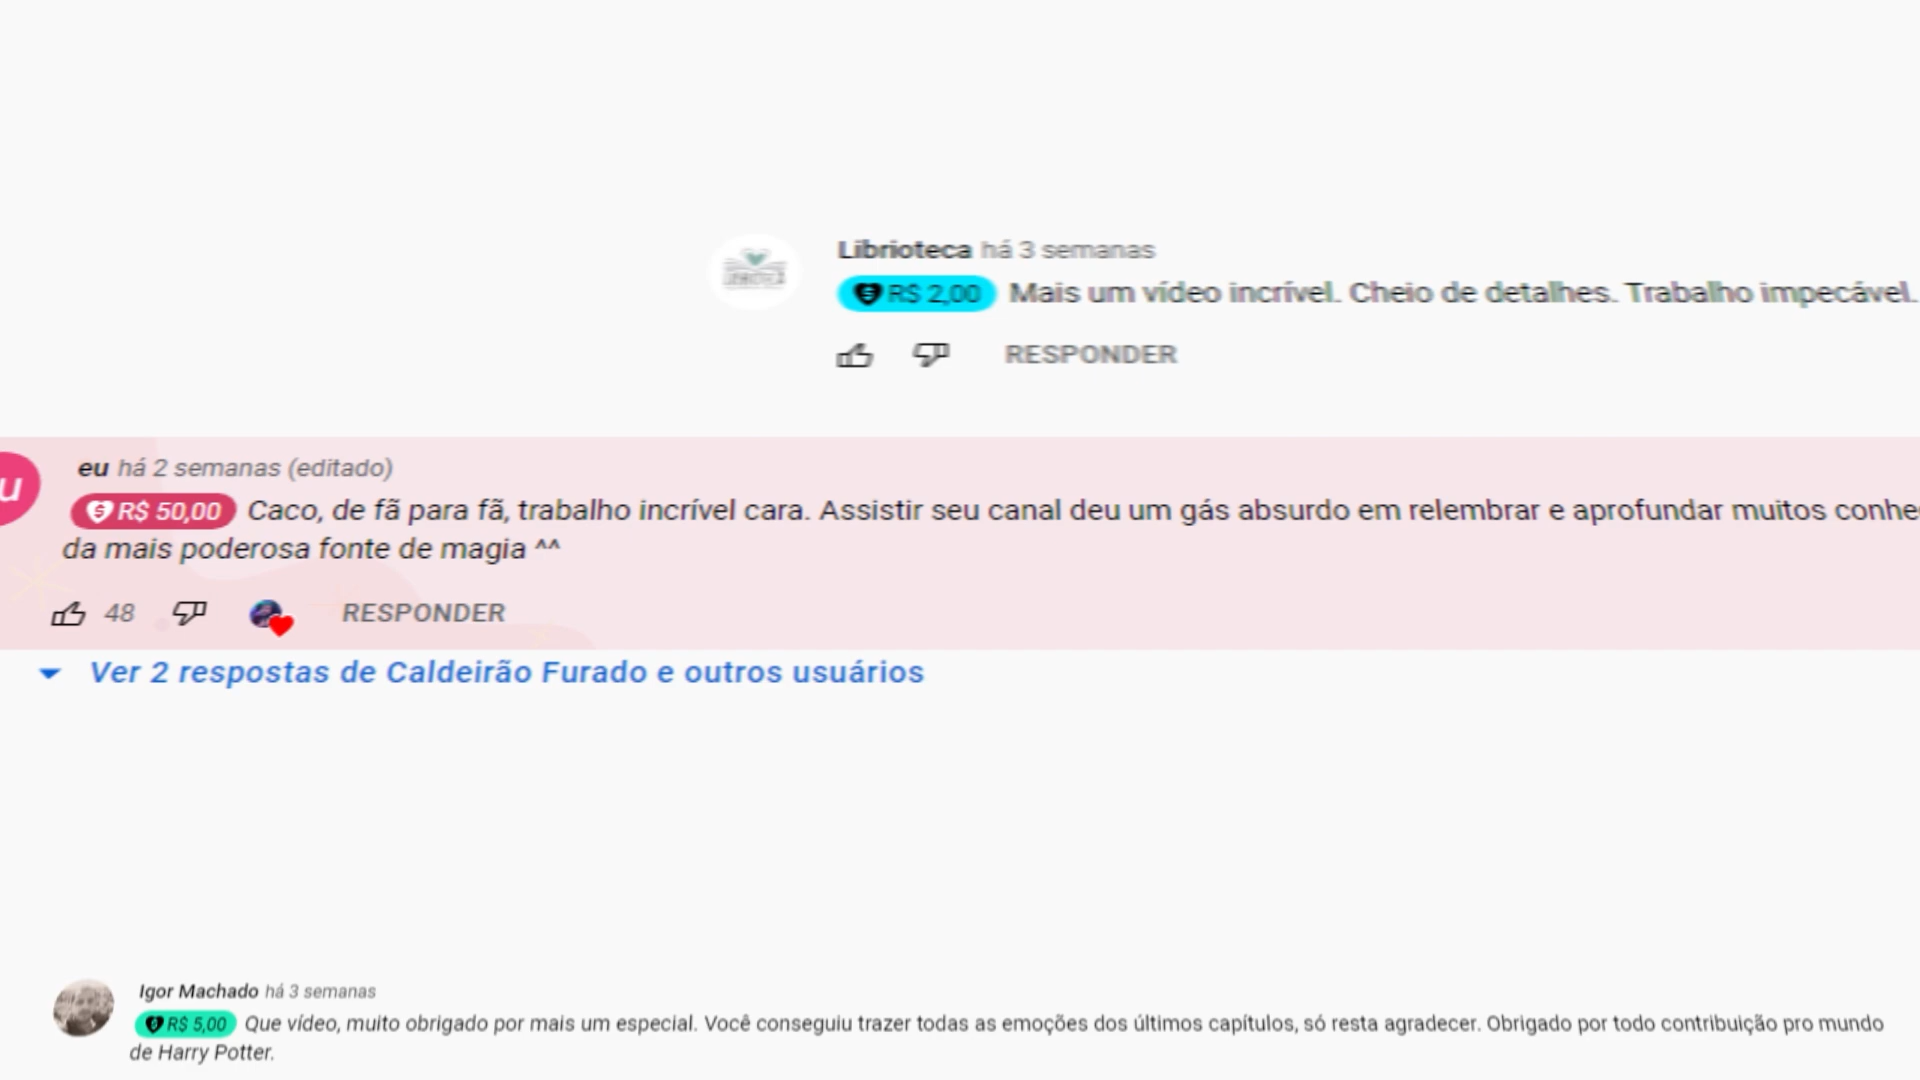 Librioteca há 3 semanas
R$ 2,00 Mais um vídeo incrível. Cheio de detalhes. Trabalho impecável.
RESPONDER
u
eu há 2 semanas (editado)
R$ 50,00 Caco, de fã para fã, trabalho incrível cara. Assistir seu canal deu um gás absurdo em relembrar e aprofundar muitos conhe
da mais poderosa fonte de magia ^^
48 RESPONDER
Ver 2 respostas de Caldeirão Furado e outros usuários
Igor Machado há 3 semanas
R$ 5,00 Que vídeo, muito obrigado por mais um especial. Você conseguiu trazer todas as emoções dos últimos capítulos, só resta agradecer. Obrigado por todo contribuição pro mundo
de Harry Potter.